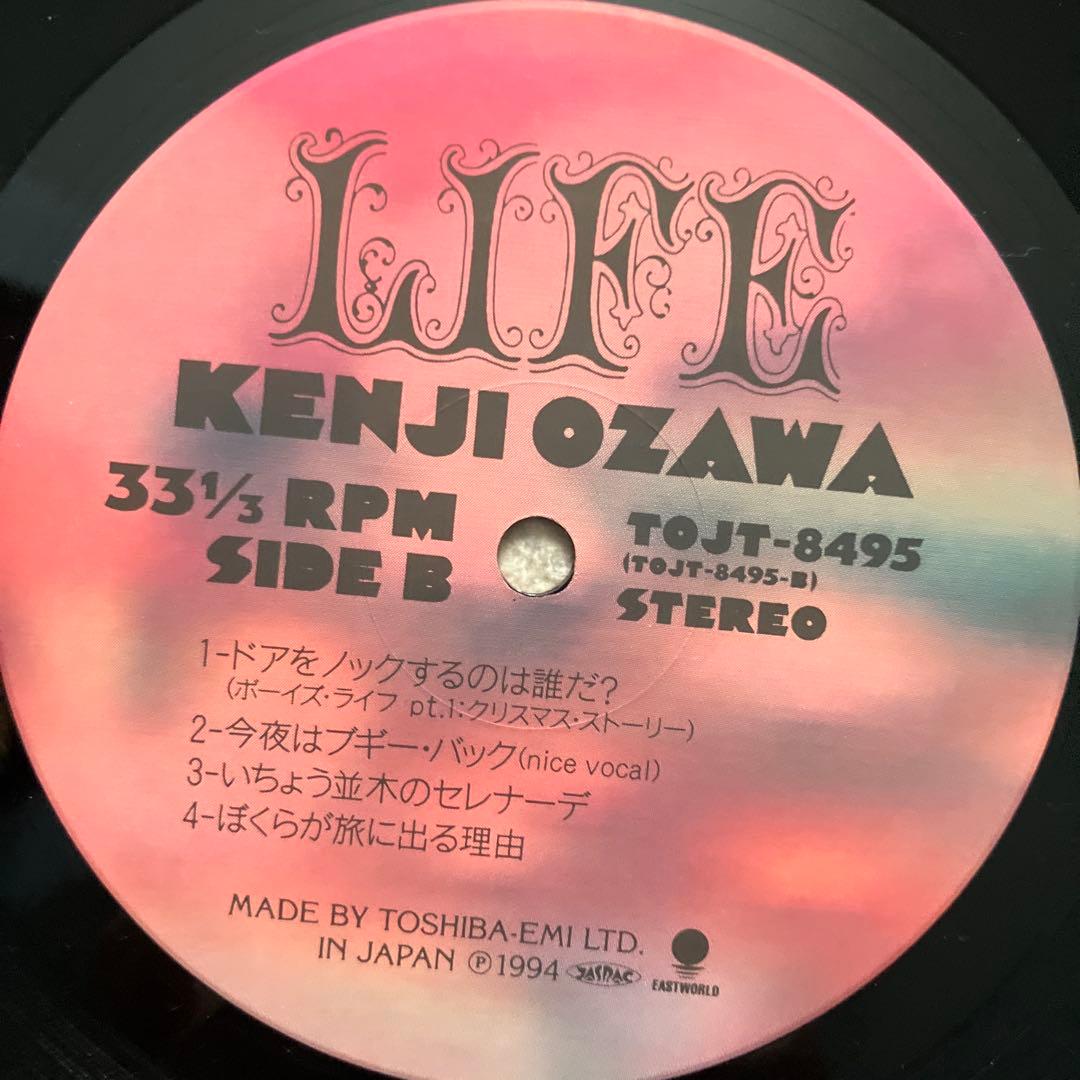 LIFE
KENJI OZAWA
33 1/3 RPM
SIDE B
TOJT-8495
(TOJT-8495-B)
STEREO
1-ドアをノックするのは誰だ?
(ボーイズ・ライフ pt.1:クリスマス・ストーリー)
2-今夜はブギー・バック(nice vocal)
3-いちょう並木のセレナーデ
4-ぼくらが旅に出る理由
MADE BY TOSHIBA-EMI LTD.
IN JAPAN Ⓟ1994 JASRAC
EASTWORLD